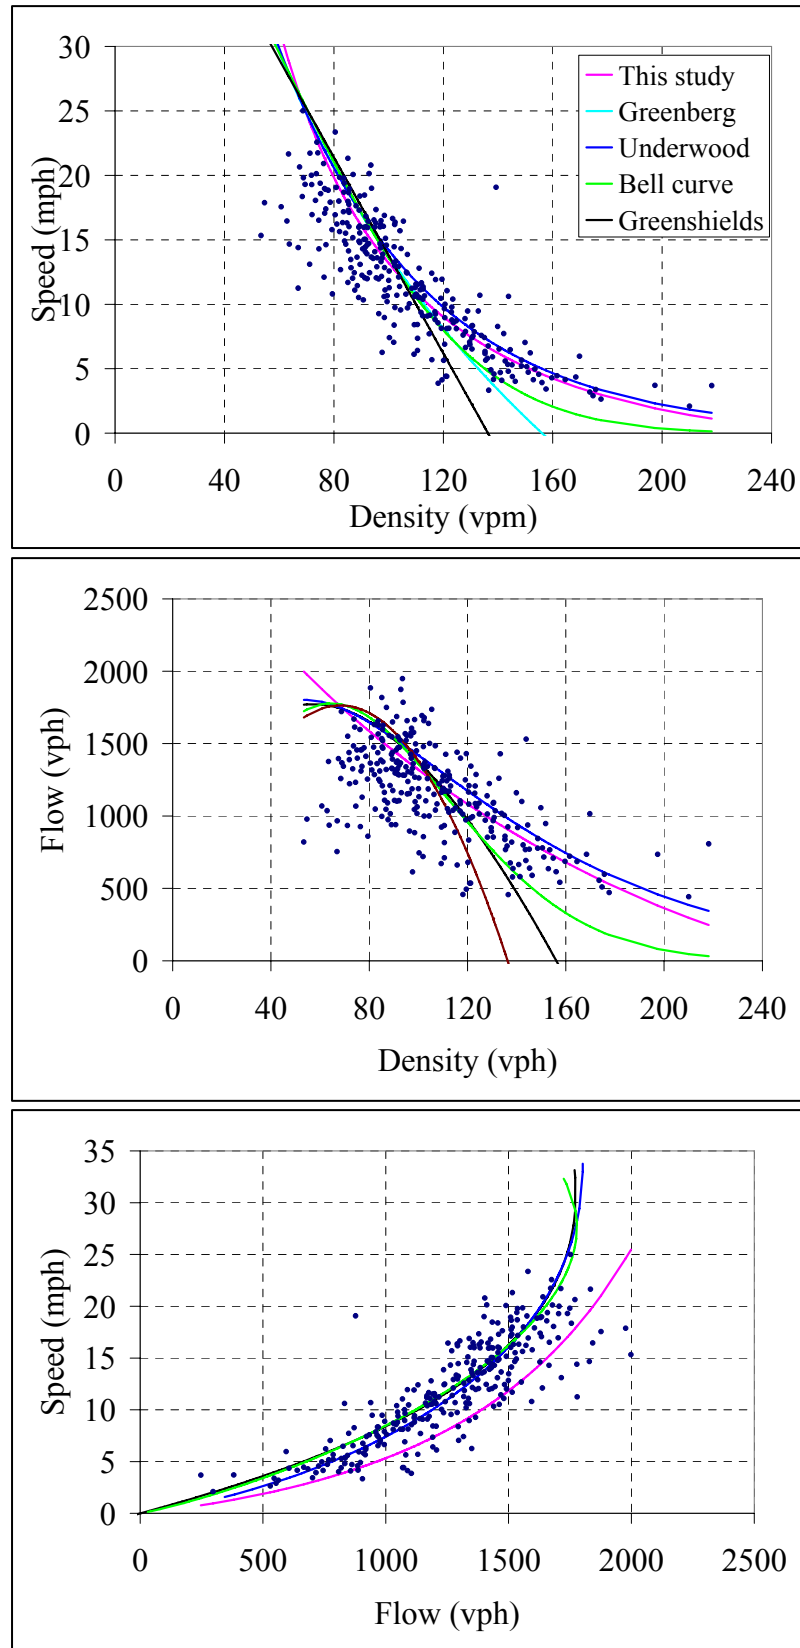 30
25
20
15
10
5
0
Speed (mph)
This study
Greenberg
Underwood
Bell curve
Greenshields
0 40 80 120 160 200 240
Density (vpm)
2500
2000
1500
1000
500
0
Flow (vph)
0 40 80 120 160 200 240
Density (vph)
35
30
25
20
15
10
5
0
Speed (mph)
0 500 1000 1500 2000 2500
Flow (vph)